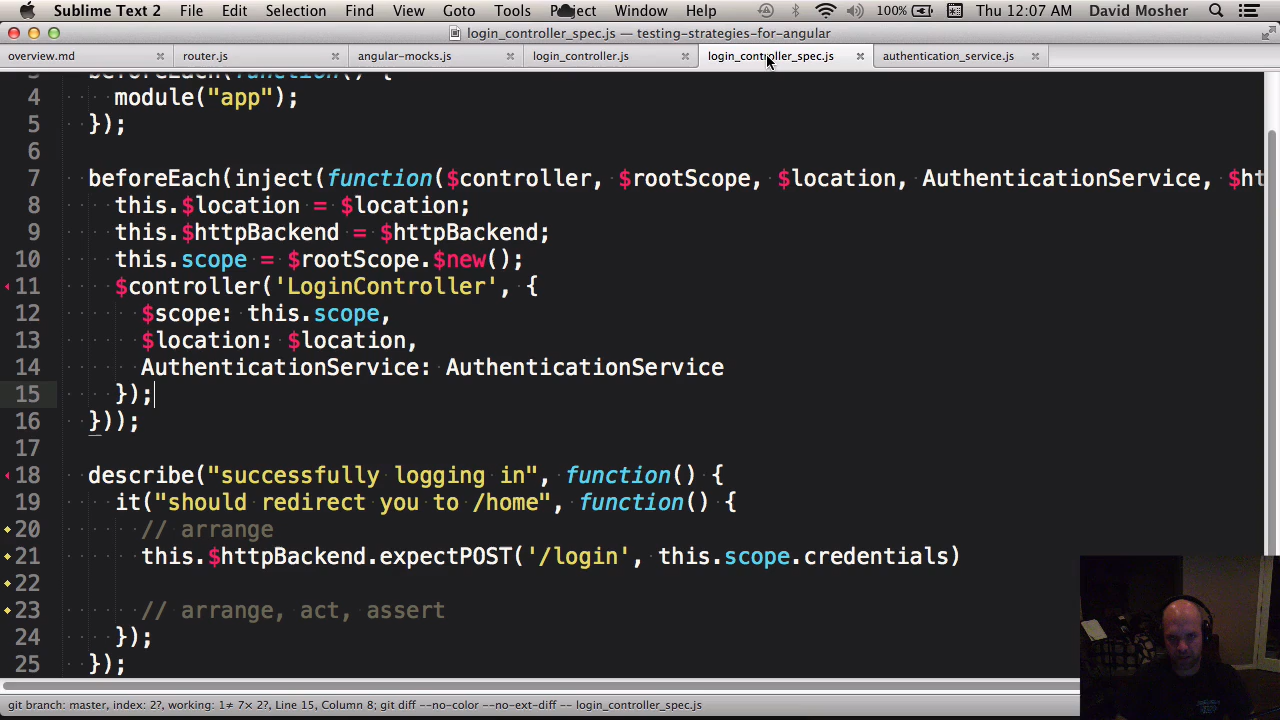 Sublime Text 2 File Edit Selection Find View Goto Tools Project Window Help 100% Thu 12:07 AM David Mosher
login_controller_spec.js — testing-strategies-for-angular
overview.md router.js angular-mocks.js login_controller.js login_controller_spec.js authentication_service.js
3 beforeEach(function() {
4 module("app");
5 });
6
7 beforeEach(inject(function($controller, $rootScope, $location, AuthenticationService, $ht
8 this.$location = $location;
9 this.$httpBackend = $httpBackend;
10 this.scope = $rootScope.$new();
11 $controller('LoginController', {
12 $scope: this.scope,
13 $location: $location,
14 AuthenticationService: AuthenticationService
15 });
16 }));
17
18 describe("successfully logging in", function() {
19 it("should redirect you to /home", function() {
20 // arrange
21 this.$httpBackend.expectPOST('/login', this.scope.credentials)
22
23 // arrange, act, assert
24 });
25 });
git branch: master, index: 2?, working: 1≠ 7× 2?, Line 15, Column 8; git diff --no-color --no-ext-diff -- login_controller_spec.js